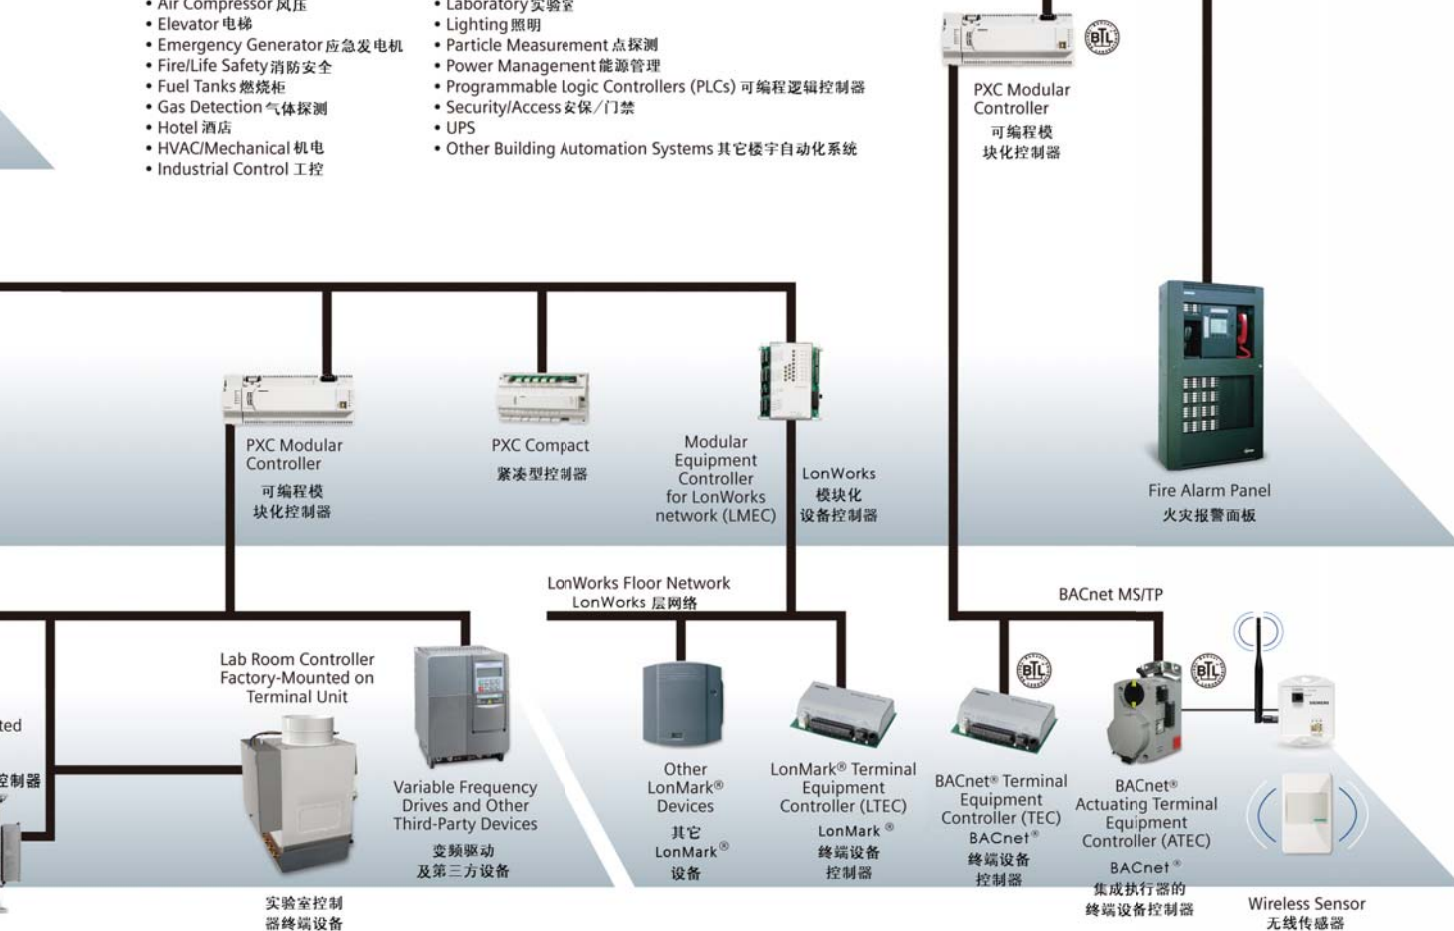 • Air Compressor 风压
• Elevator 电梯
• Emergency Generator 应急发电机
• Fire/Life Safety 消防安全
• Fuel Tanks 燃烧柜
• Gas Detection 气体探测
• Hotel 酒店
• HVAC/Mechanical 机电
• Industrial Control 工控
• Laboratory 实验室
• Lighting 照明
• Particle Measurement 点探测
• Power Management 能源管理
• Programmable Logic Controllers (PLCs) 可编程逻辑控制器
• Security/Access 安保/门禁
• UPS
• Other Building Automation Systems 其它楼宇自动化系统
BTL
PXC Modular
Controller
可编程模
块化控制器
PXC Modular
Controller
可编程模
块化控制器
PXC Compact
紧凑型控制器
Modular
Equipment
Controller
for LonWorks
network (LMEC)
LonWorks
模块化
设备控制器
Fire Alarm Panel
火灾报警面板
LonWorks Floor Network
LonWorks 层网络
BACnet MS/TP
ted
控制器
Lab Room Controller
Factory-Mounted on
Terminal Unit
实验室控制
器终端设备
Variable Frequency
Drives and Other
Third-Party Devices
变频驱动
及第三方设备
Other
LonMark®
Devices
其它
LonMark®
设备
LonMark® Terminal
Equipment
Controller (LTEC)
LonMark®
终端设备
控制器
BTL
BACnet® Terminal
Equipment
Controller (TEC)
BACnet®
终端设备
控制器
BTL
BACnet®
Actuating Terminal
Equipment
Controller (ATEC)
BACnet®
集成执行器的
终端设备控制器
SIEMENS
Wireless Sensor
无线传感器